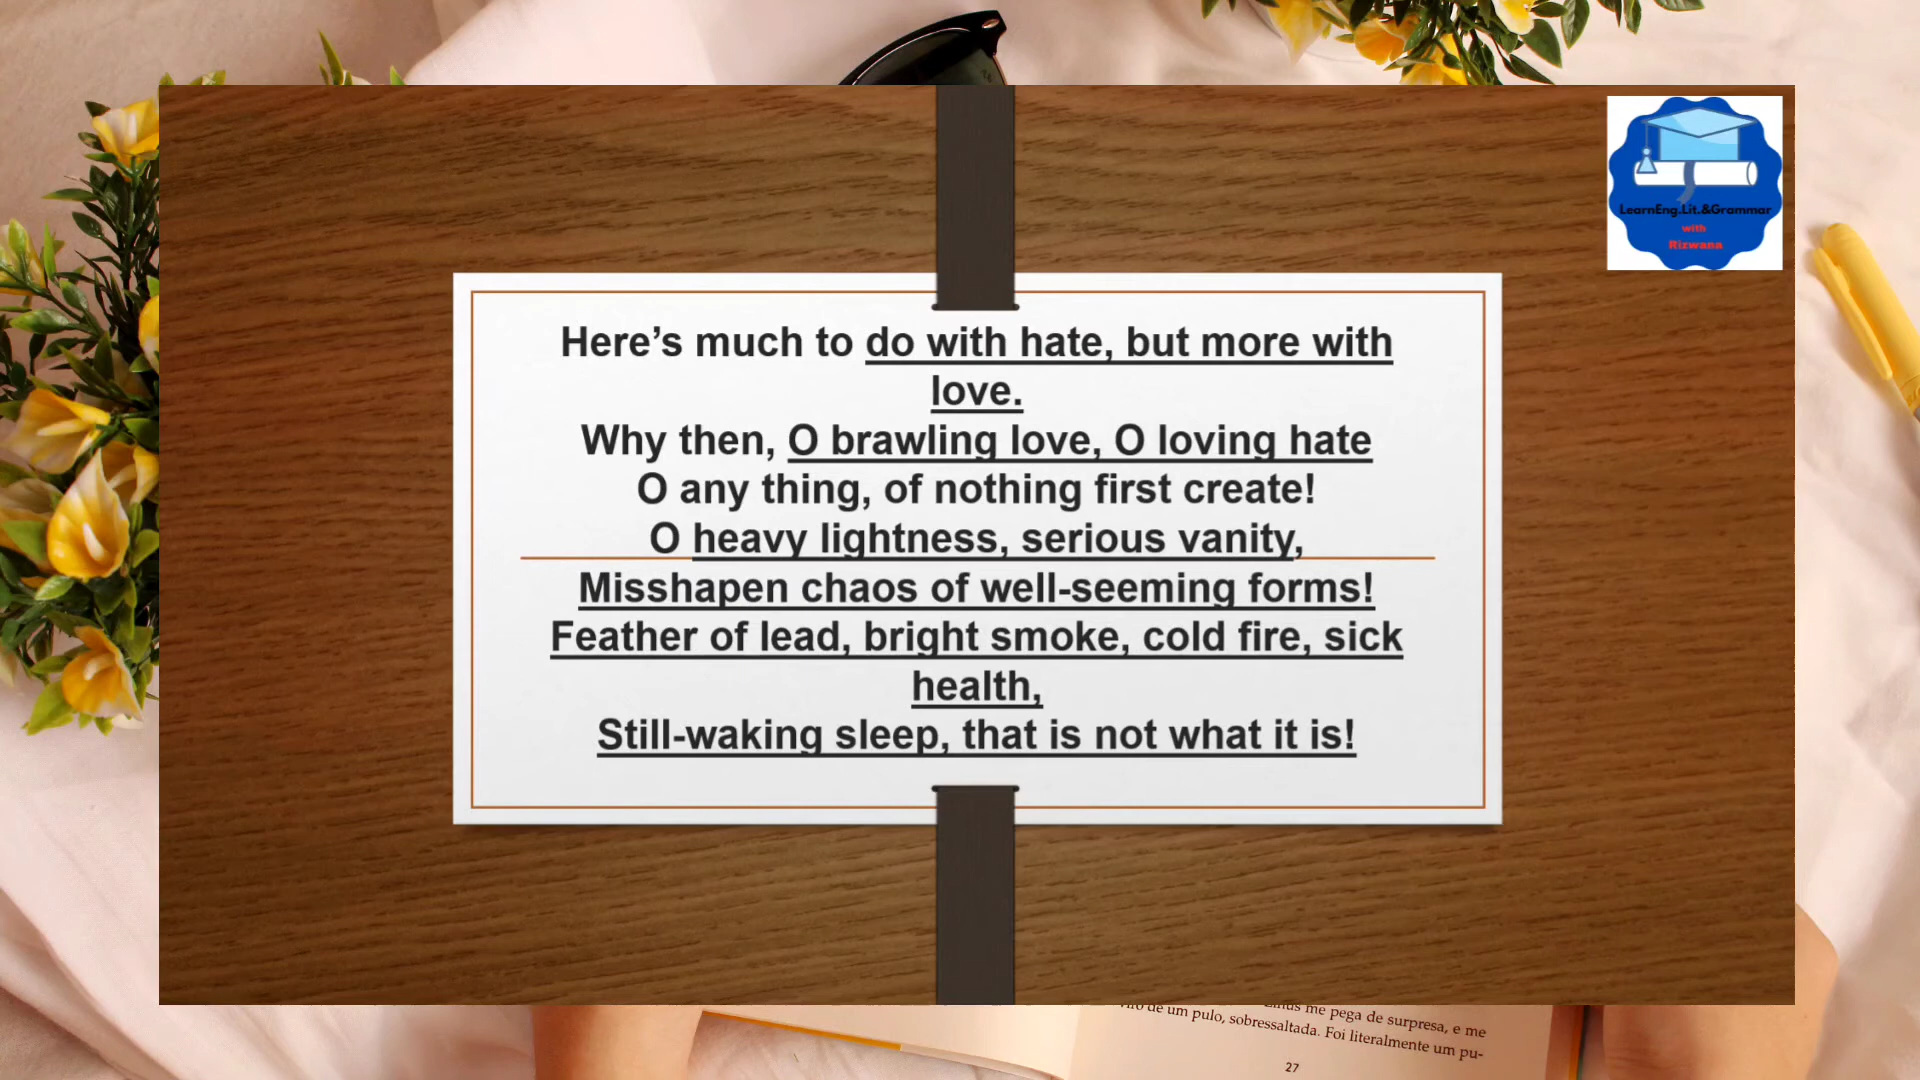 LearnEng.Lit.&Grammar
with
Rizwana
Here’s much to do with hate, but more with
love.
Why then, O brawling love, O loving hate
O any thing, of nothing first create!
O heavy lightness, serious vanity,
Misshapen chaos of well-seeming forms!
Feather of lead, bright smoke, cold fire, sick
health,
Still-waking sleep, that is not what it is!
me pega de surpresa, e me
de um pulo, sobressaltada. Foi literalmente um pu-
27